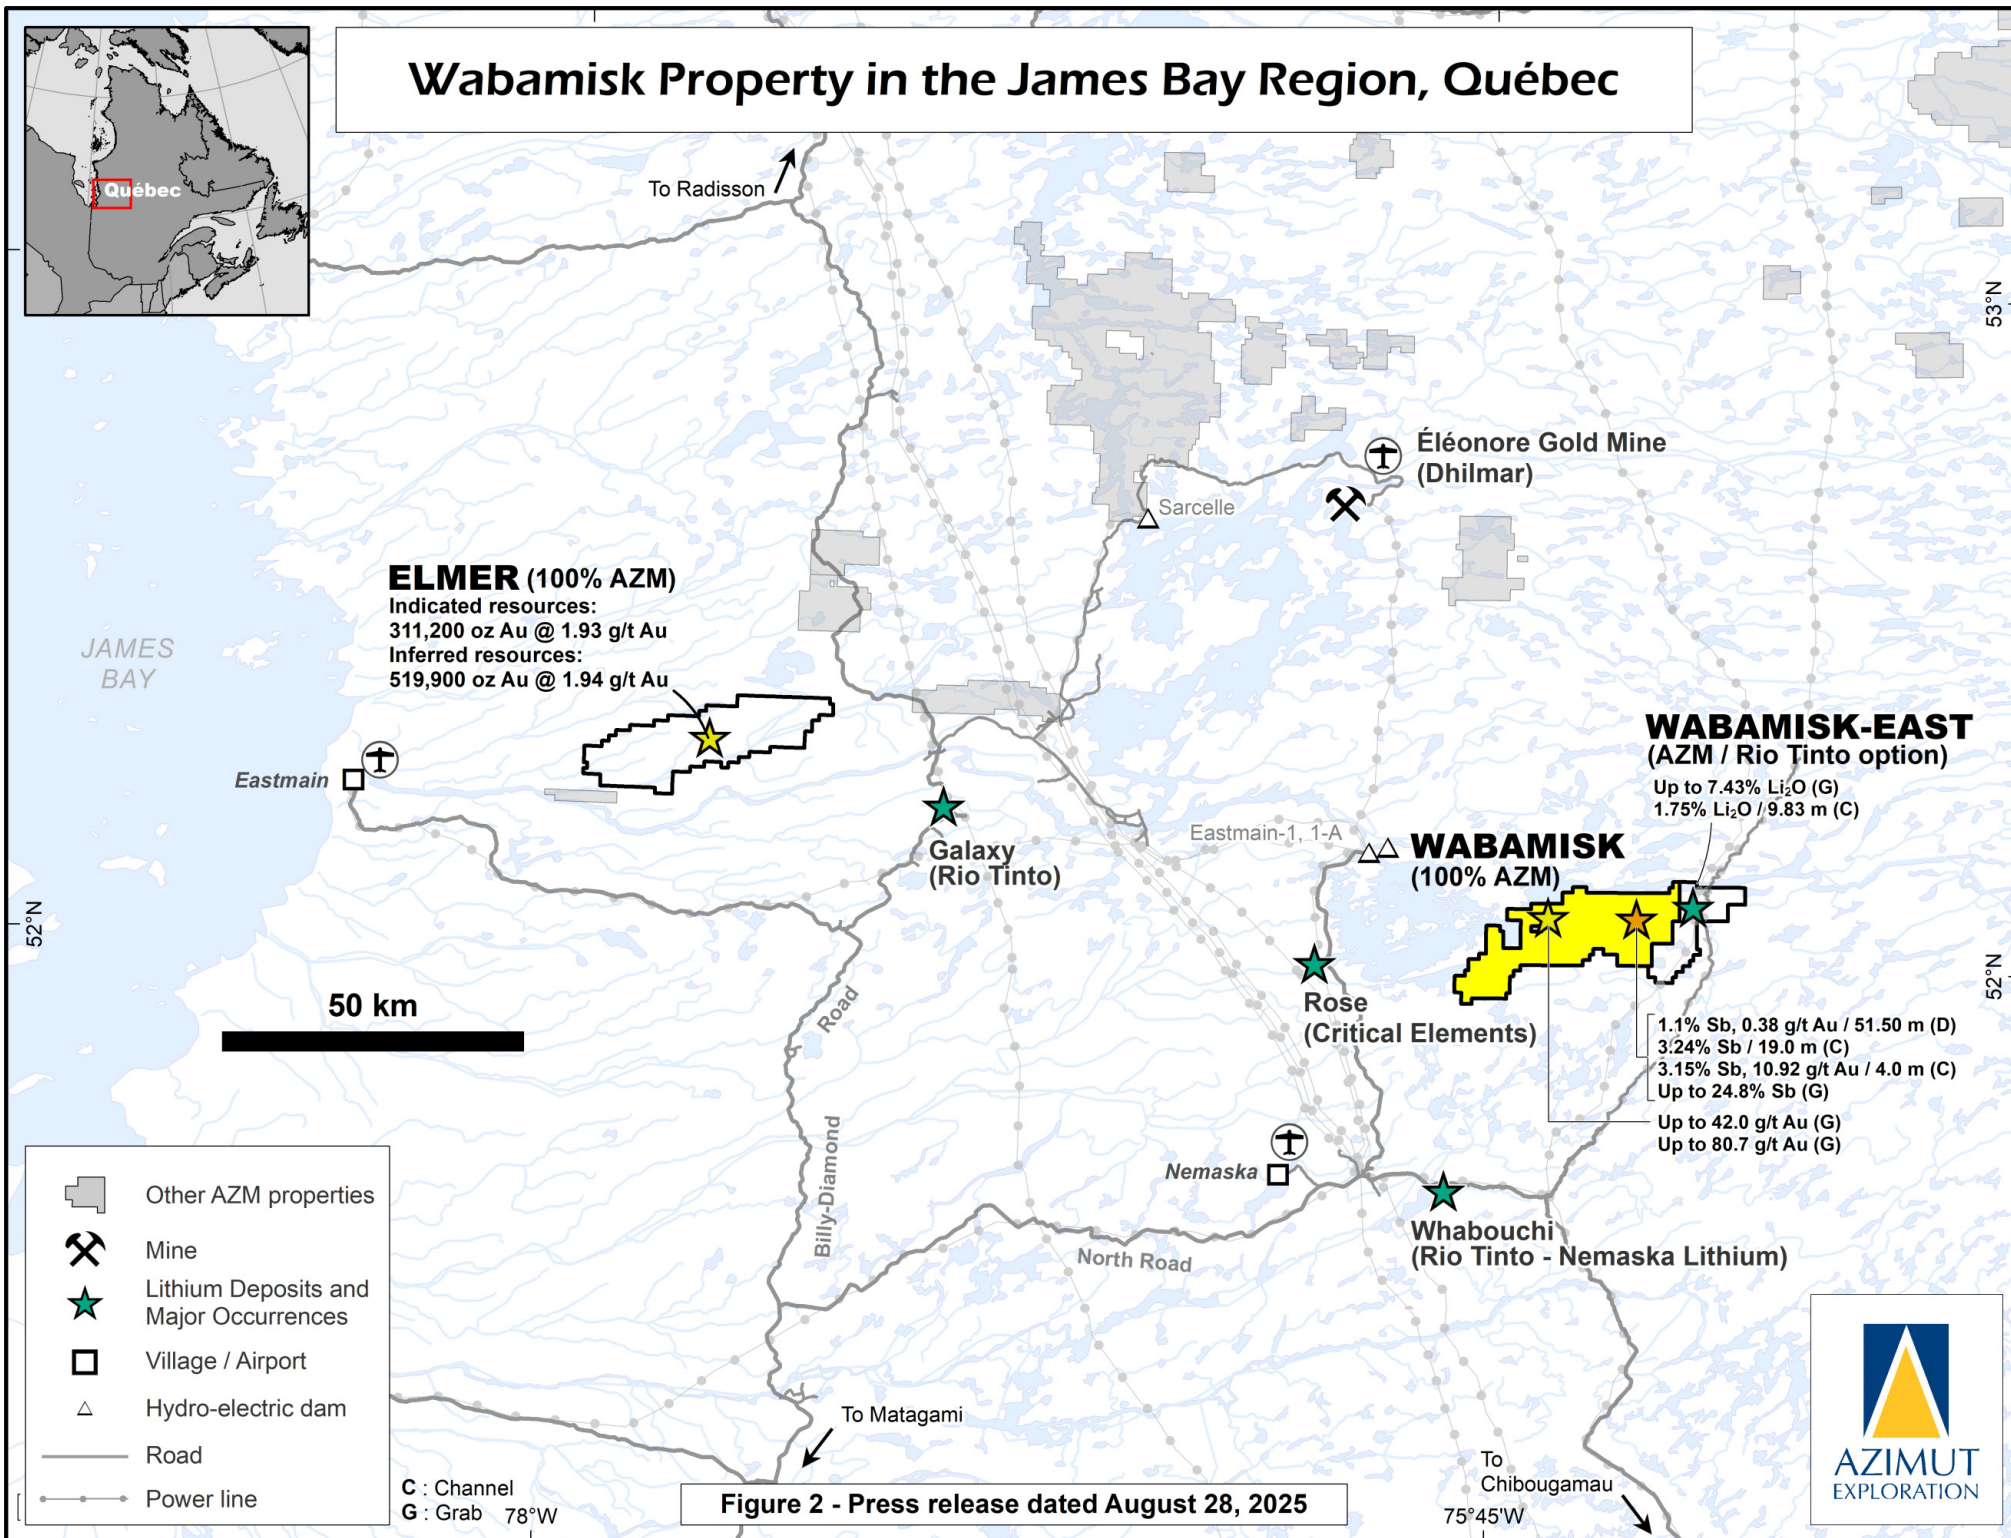 Wabamisk Property in the James Bay Region, Québec
Québec
To Radisson
53°N
Éléonore Gold Mine
(Dhilmar)
Sarcelle
ELMER (100% AZM)
Indicated resources:
311,200 oz Au @ 1.93 g/t Au
Inferred resources:
519,900 oz Au @ 1.94 g/t Au
JAMES
BAY
Eastmain
WABAMISK-EAST
(AZM / Rio Tinto option)
Up to 7.43% Li₂O (G)
1.75% Li₂O / 9.83 m (C)
Galaxy
(Rio Tinto)
Eastmain-1, 1-A
WABAMISK
(100% AZM)
52°N
52°N
50 km
Road
Rose
(Critical Elements)
1.1% Sb, 0.38 g/t Au / 51.50 m (D)
3.24% Sb / 19.0 m (C)
3.15% Sb, 10.92 g/t Au / 4.0 m (C)
Up to 24.8% Sb (G)
Up to 42.0 g/t Au (G)
Up to 80.7 g/t Au (G)
Billy-Diamond
Nemaska
Whabouchi
(Rio Tinto - Nemaska Lithium)
North Road
Other AZM properties
Mine
Lithium Deposits and
Major Occurrences
Village / Airport
Hydro-electric dam
Road
Power line
To Matagami
To
Chibougamau
C : Channel
G : Grab
78°W
Figure 2 - Press release dated August 28, 2025
75°45'W
AZIMUT
EXPLORATION